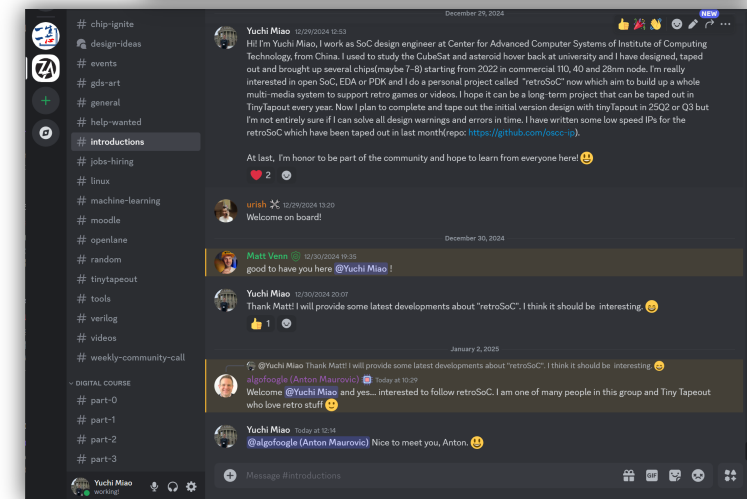 # chip-ignite
design-ideas
# events
# gds-art
# general
# help-wanted
# introductions
# jobs-hiring
# linux
# machine-learning
# moodle
# openlane
# random
# tinytapeout
# tools
# verilog
# videos
# weekly-community-call
DIGITAL COURSE
# part-0
# part-1
# part-2
# part-3
Yuchi Miao
working!
December 29, 2024
NEW
Yuchi Miao 12/29/2024 12:53
Hi! I'm Yuchi Miao, I work as SoC design engineer at Center for Advanced Computer Systems of Institute of Computing
Technology, from China. I used to study the CubeSat and asteroid hover back at university and I have designed, taped
out and brought up several chips(maybe 7–8) starting from 2022 in commercial 110, 40 and 28nm node. I'm really
interested in open SoC, EDA or PDK and I do a personal project called "retroSoC" now which aim to build up a whole
multi-media system to support retro games or videos. I hope it can be a long-term project that can be taped out in
TinyTapeout every year. Now I plan to complete and tape out the initial version design with tinyTapout in 25Q2 or Q3 but
I'm not entirely sure if I can solve all design warnings and errors in time. I have written some low speed IPs for the
retroSoC which have been taped out in last month(repo: https://github.com/oscc-ip).
At last, I'm honor to be part of the community and hope to learn from everyone here! 😃
2
urish 12/29/2024 13:20
Welcome on board!
December 30, 2024
Matt Venn 12/30/2024 19:35
good to have you here @Yuchi Miao !
Yuchi Miao 12/30/2024 20:07
Thank Matt! I will provide some latest developments about "retroSoC". I think it should be interesting. 😄
1
January 2, 2025
@Yuchi Miao Thank Matt! I will provide some latest developments about "retroSoC". I think it should be interesting. 😄
algofoogle (Anton Maurovic) Today at 10:29
Welcome @Yuchi Miao and yes... interested to follow retroSoC. I am one of many people in this group and Tiny Tapeout
who love retro stuff 🙂
Yuchi Miao Today at 12:14
@algofoogle (Anton Maurovic) Nice to meet you, Anton. 😃
Message #introductions
GIF